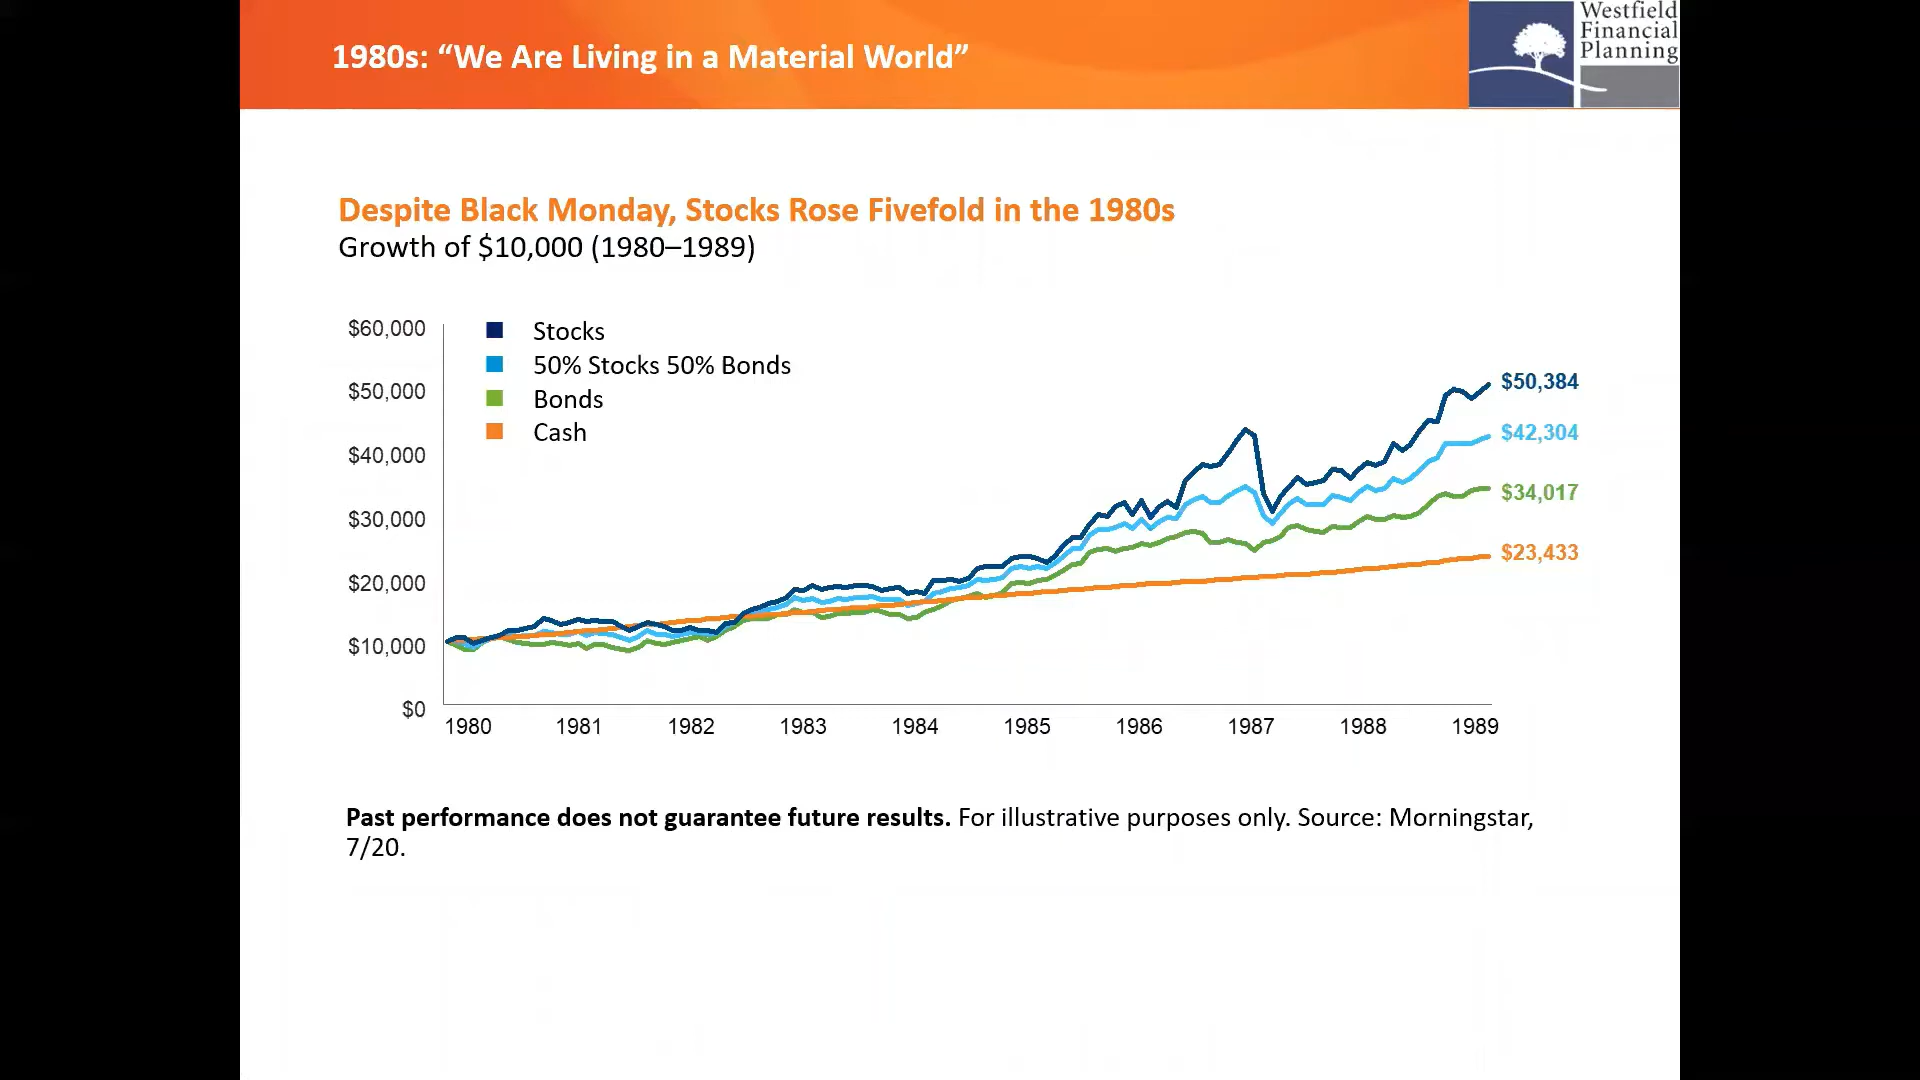 1980s: “We Are Living in a Material World”
Westfield
Financial
Planning
Despite Black Monday, Stocks Rose Fivefold in the 1980s
Growth of $10,000 (1980–1989)
Stocks
50% Stocks 50% Bonds
Bonds
Cash
$60,000
$50,000
$40,000
$30,000
$20,000
$10,000
$0
$50,384
$42,304
$34,017
$23,433
1980 1981 1982 1983 1984 1985 1986 1987 1988 1989
Past performance does not guarantee future results. For illustrative purposes only. Source: Morningstar,
7/20.